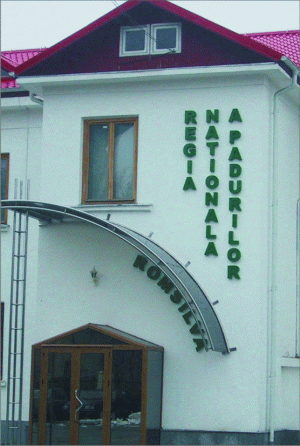 REGIA
NATIONALA
A PADURILOR
ROMSILVA